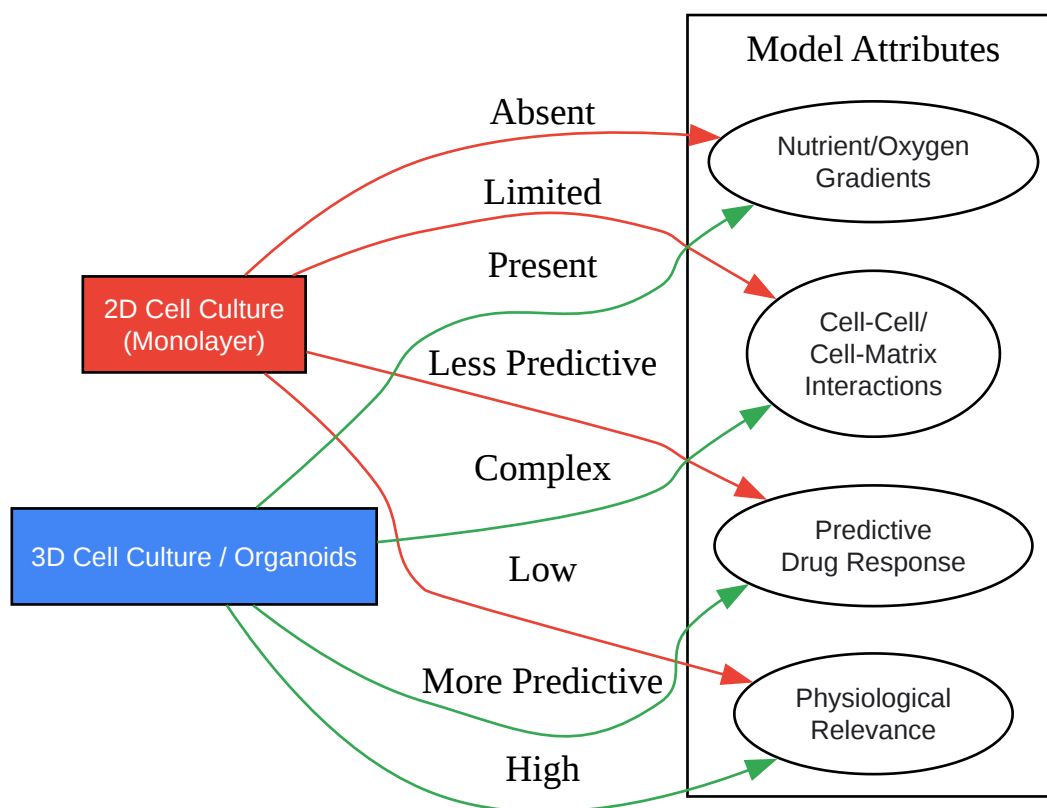 Model Attributes
Absent
Nutrient/Oxygen
Gradients
Limited
Present
2D Cell Culture
(Monolayer)
Cell-Cell/
Cell-Matrix
Interactions
Less Predictive
Complex
3D Cell Culture / Organoids
Predictive
Drug Response
Low
More Predictive
Physiological
Relevance
High